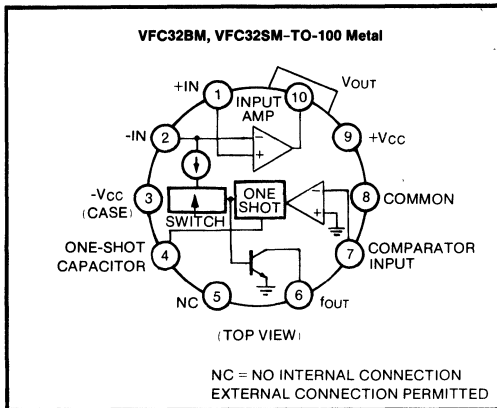 VFC32BM, VFC32SM–TO-100 Metal
+IN
VOUT
1
10
INPUT
AMP
-IN
2
−
+
9
+VCC
-VCC
(CASE)
3
ONE
SHOT
SWITCH
−
+
8
COMMON
ONE-SHOT
CAPACITOR
4
7
COMPARATOR
INPUT
NC
5
6
fOUT
(TOP VIEW)
NC = NO INTERNAL CONNECTION
EXTERNAL CONNECTION PERMITTED